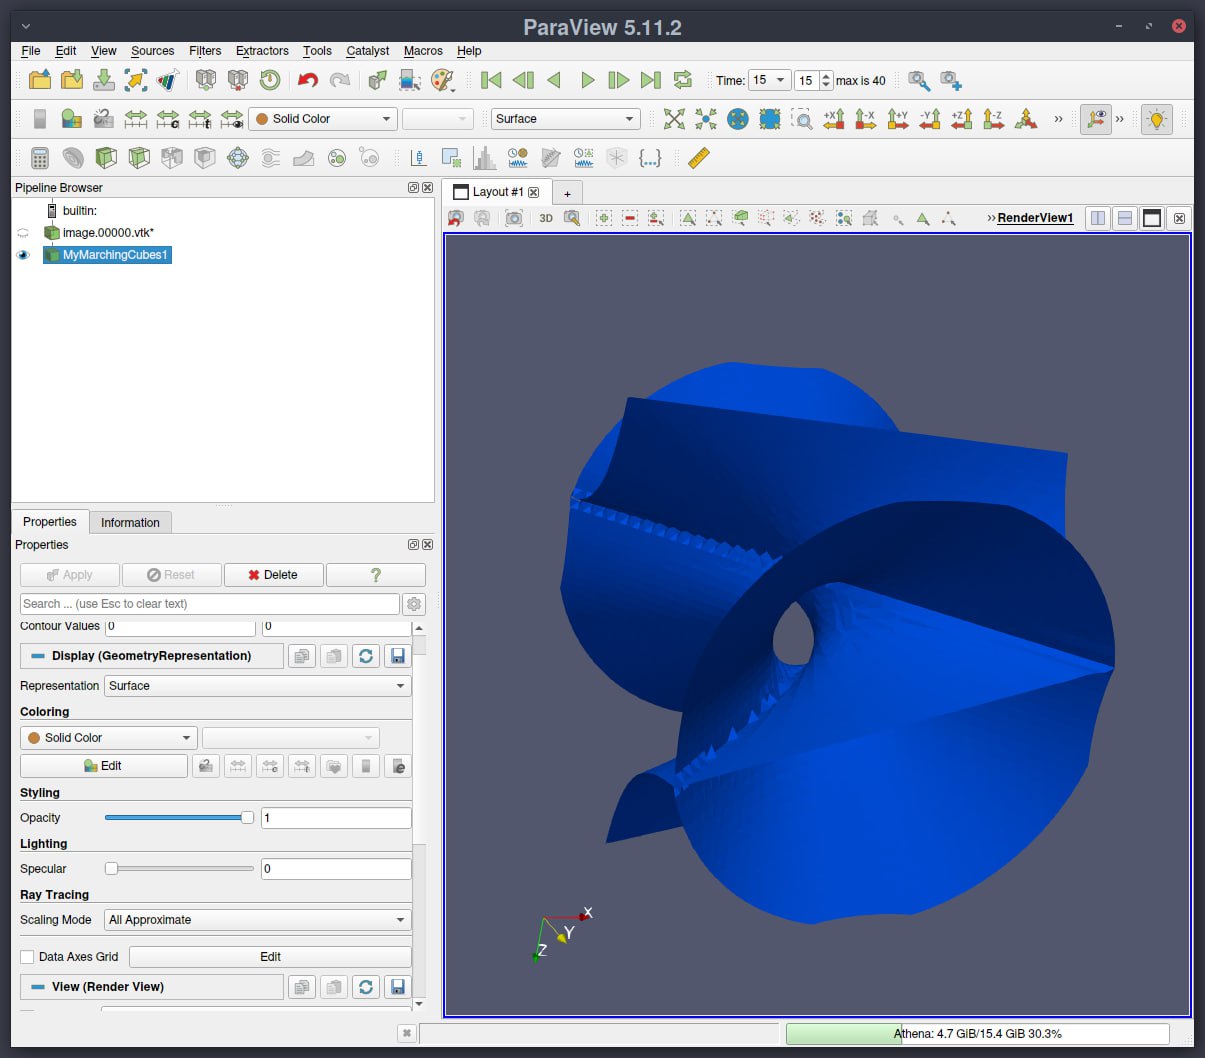 ParaView 5.11.2
File Edit View Sources Filters Extractors Tools Catalyst Macros Help
Time: 15 15 max is 40
Solid Color Surface +X -X +Y -Y +Z -Z »  »
Pipeline Browser
Layout #1 +
builtin:
3D » RenderView1
image.00000.vtk*
MyMarchingCubes1
Properties Information
Properties
Apply Reset Delete ?
Search ... (use Esc to clear text)
Contour Values 0 0
Display (GeometryRepresentation)
Representation Surface
Coloring
Solid Color
Edit
Styling
Opacity 1
Lighting
Specular 0
Ray Tracing
Scaling Mode All Approximate
Data Axes Grid Edit
View (Render View)
X
Y
Z
Athena: 4.7 GiB/15.4 GiB 30.3%